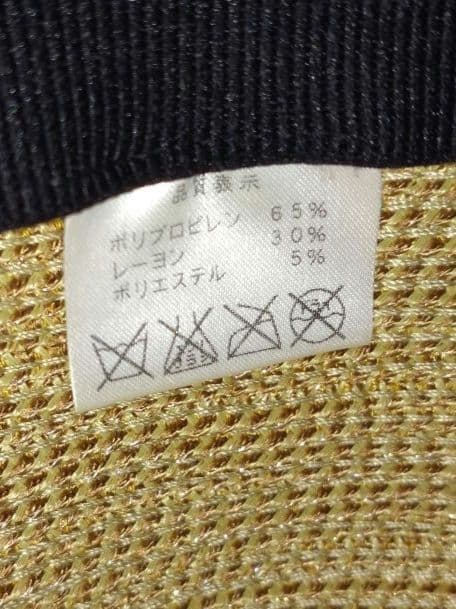 品質表示
ポリプロピレン 65%
レーヨン 30%
ポリエステル 5%